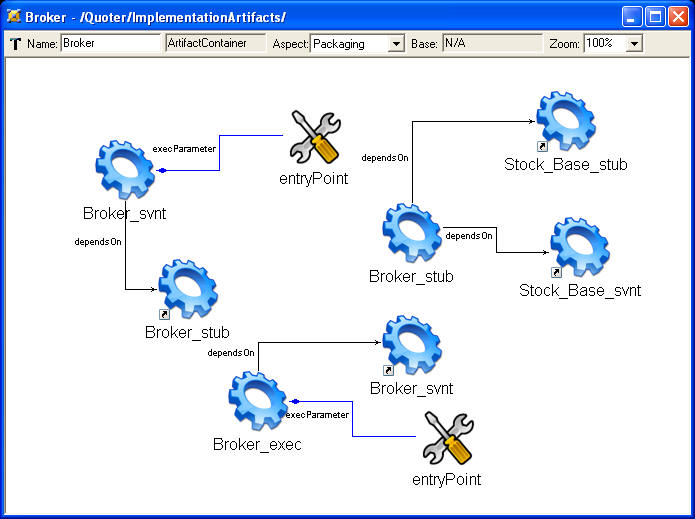 Broker - /Quoter/ImplementationArtifacts/
Name: Broker ArtifactContainer Aspect: Packaging Base: N/A Zoom: 100%
execParameter
entryPoint
Broker_svnt
dependsOn
Broker_stub
dependsOn
Stock_Base_stub
Broker_stub
dependsOn
Stock_Base_svnt
dependsOn
Broker_svnt
Broker_exec
execParameter
entryPoint